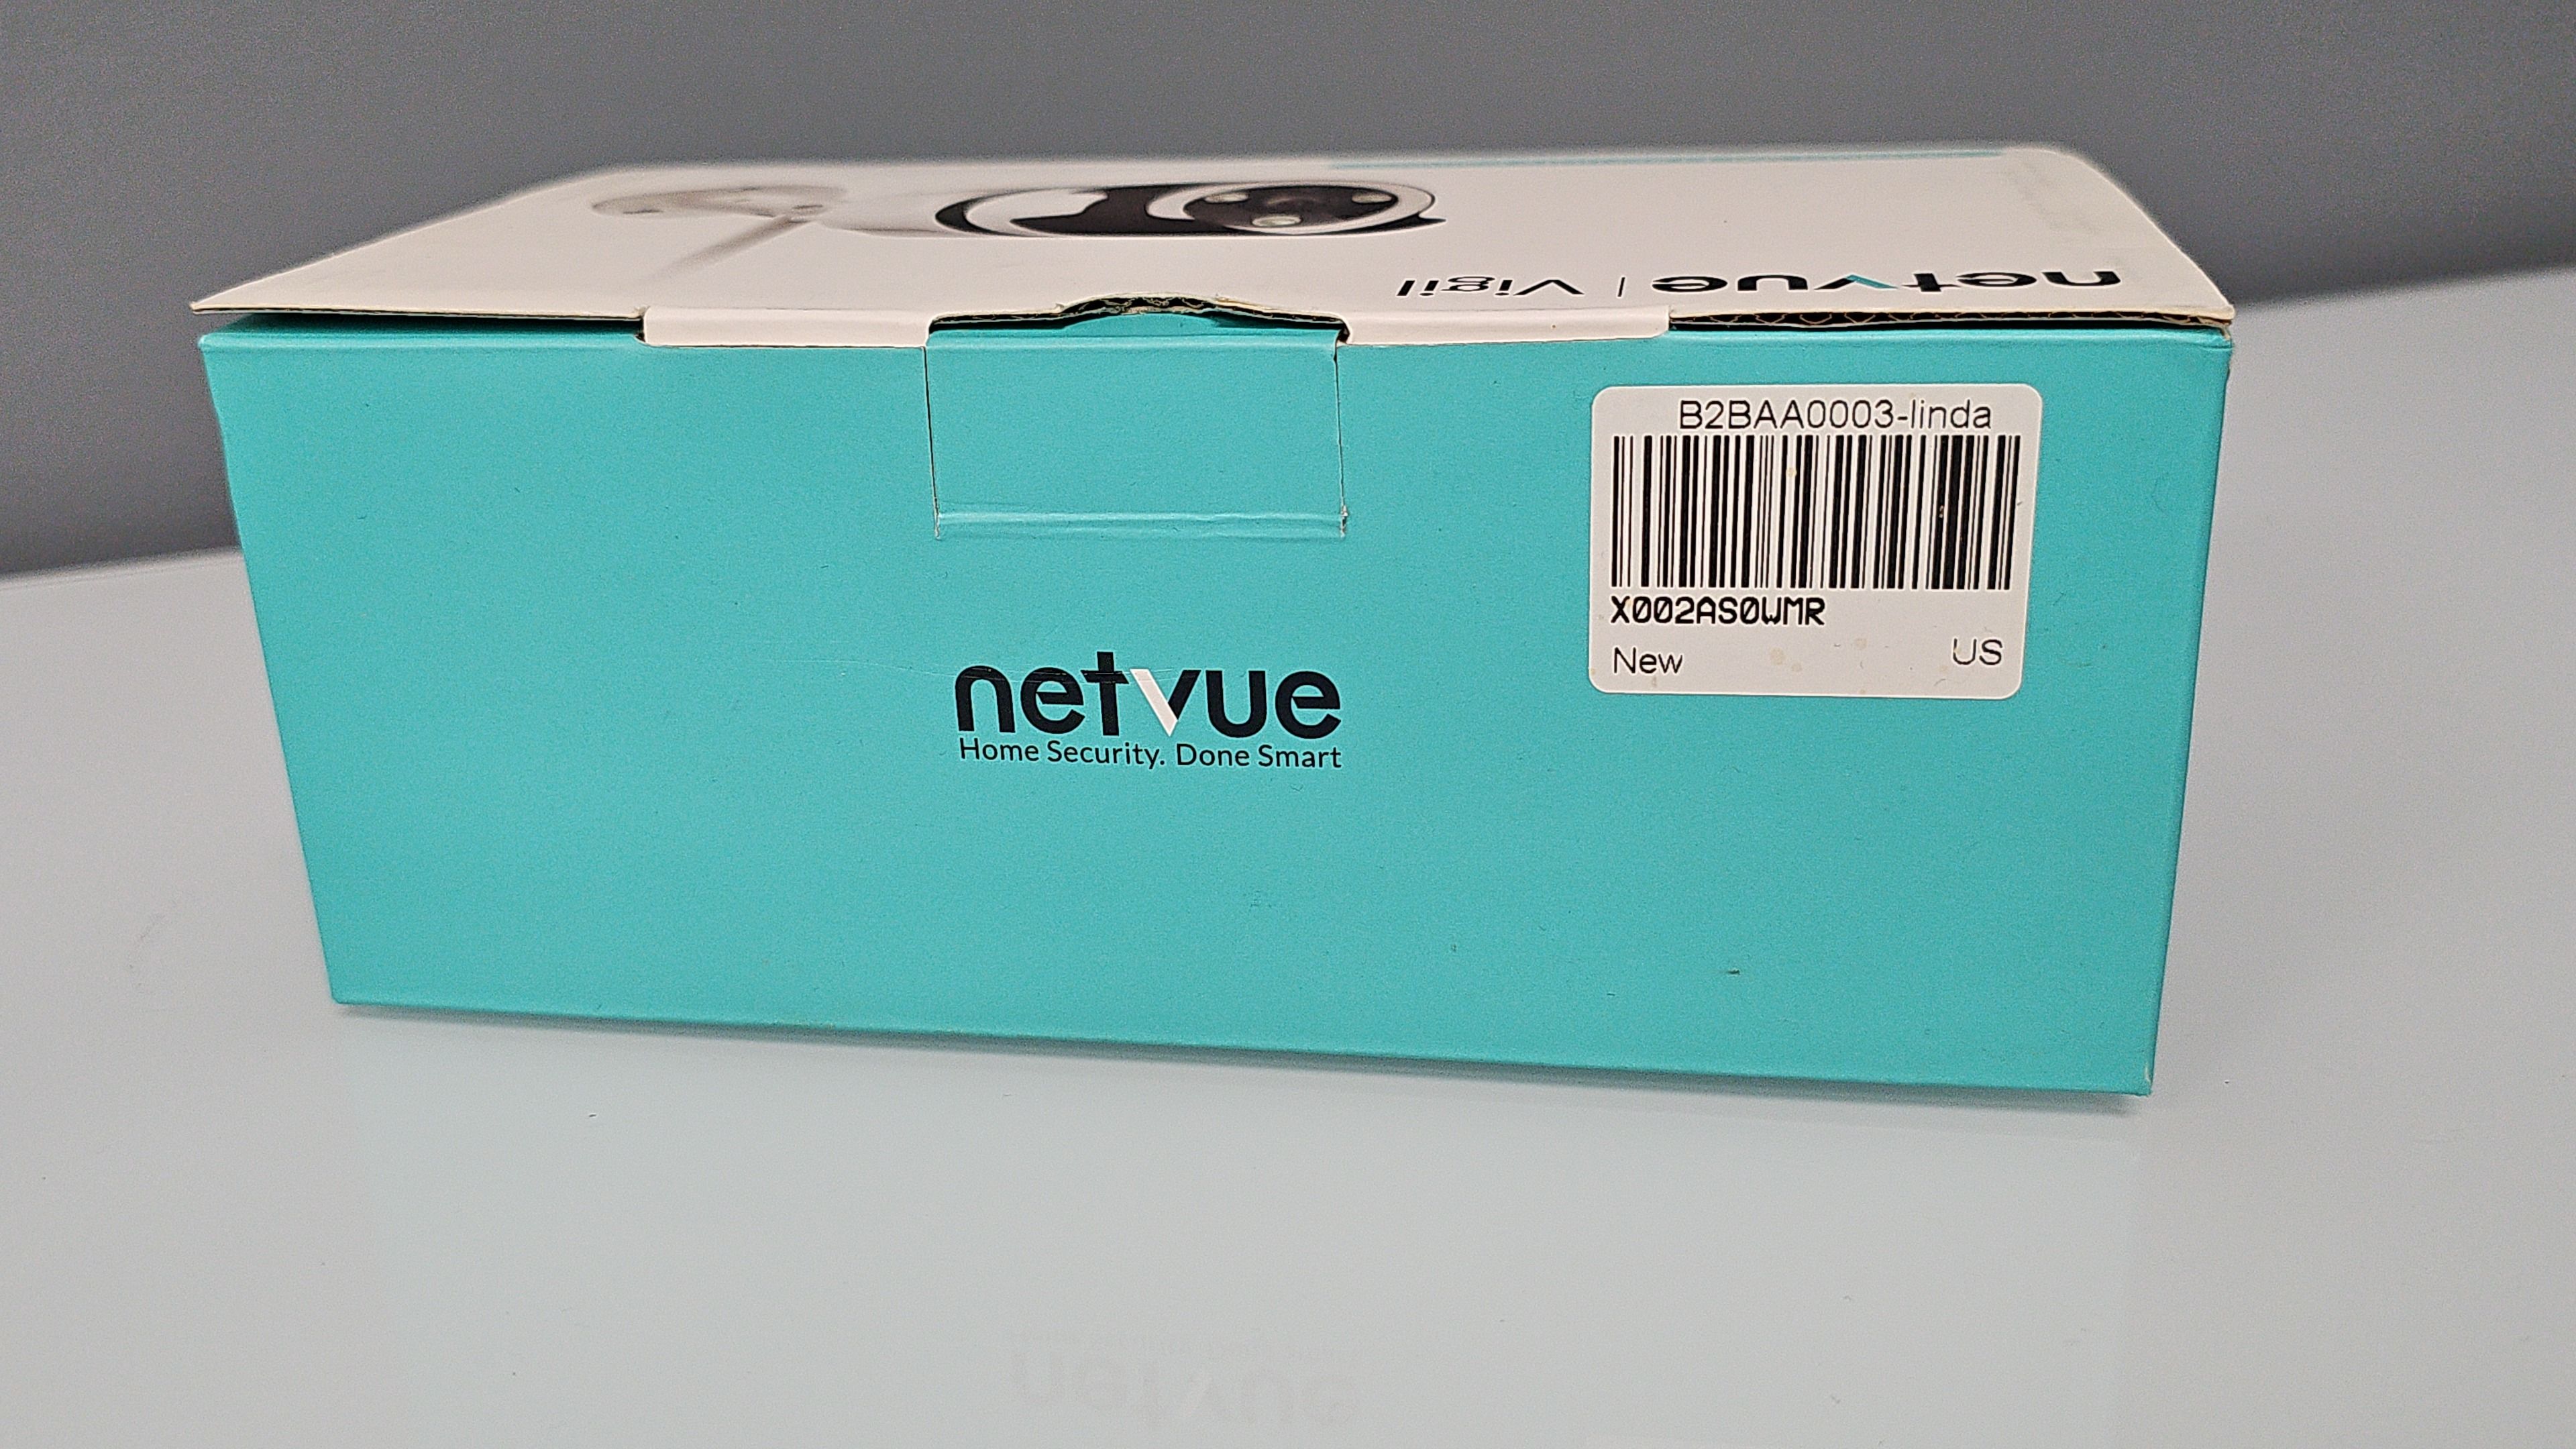 netvue | Vigil
B2BAA0003-linda
X002AS0WMR
New US
netvue
Home Security. Done Smart